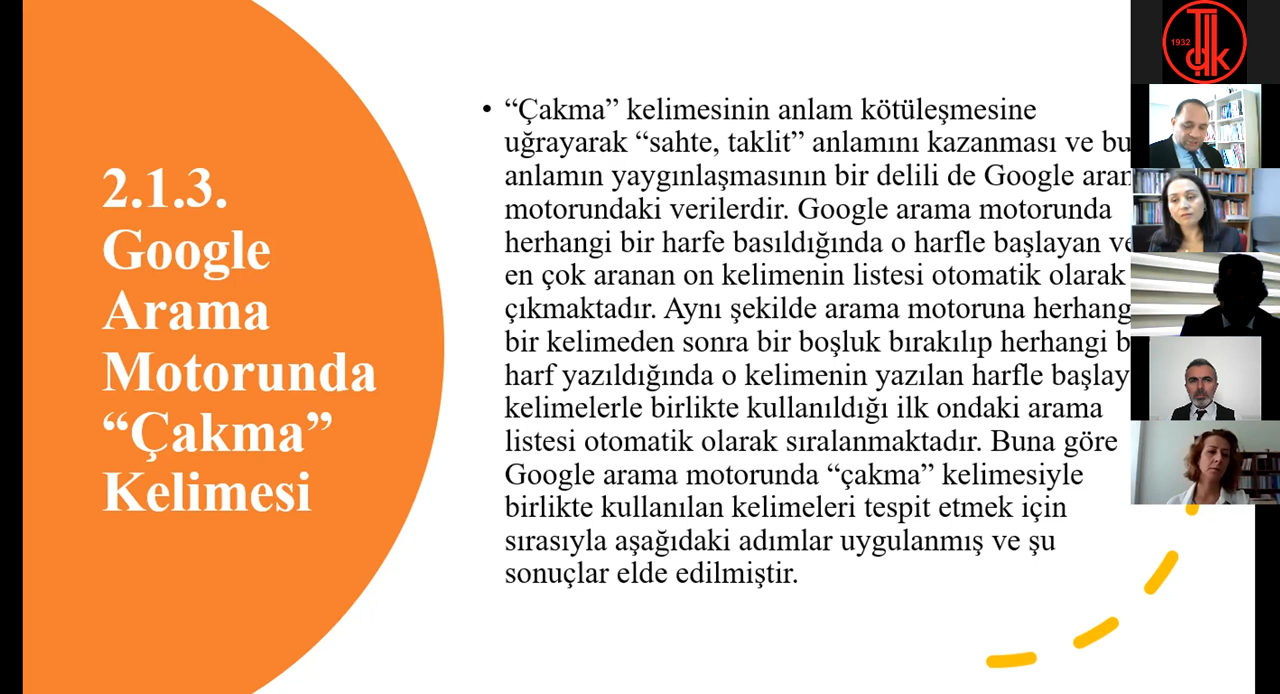 2.1.3.
Google
Arama
Motorunda
“Çakma”
Kelimesi
• “Çakma” kelimesinin anlam kötüleşmesine
uğrayarak “sahte, taklit” anlamını kazanması ve bu
anlamın yaygınlaşmasının bir delili de Google
motorundaki verilerdir. Google arama motorunda
herhangi bir harfe basıldığında o harfle başlayan ve
en çok aranan on kelimenin listesi otomatik olarak
çıkmaktadır. Aynı şekilde arama motoruna
bir kelimeden sonra bir boşluk bırakılıp herhangi
harf yazıldığında o kelimenin yazılan harfle
kelimelerle birlikte kullanıldığı ilk ondaki arama
listesi otomatik olarak sıralanmaktadır. Buna göre
Google arama motorunda “çakma” kelimesiyle
birlikte kullanılan kelimeleri tespit etmek için
sırasıyla aşağıdaki adımlar uygulanmış ve şu
sonuçlar elde edilmiştir.
1932
TDk